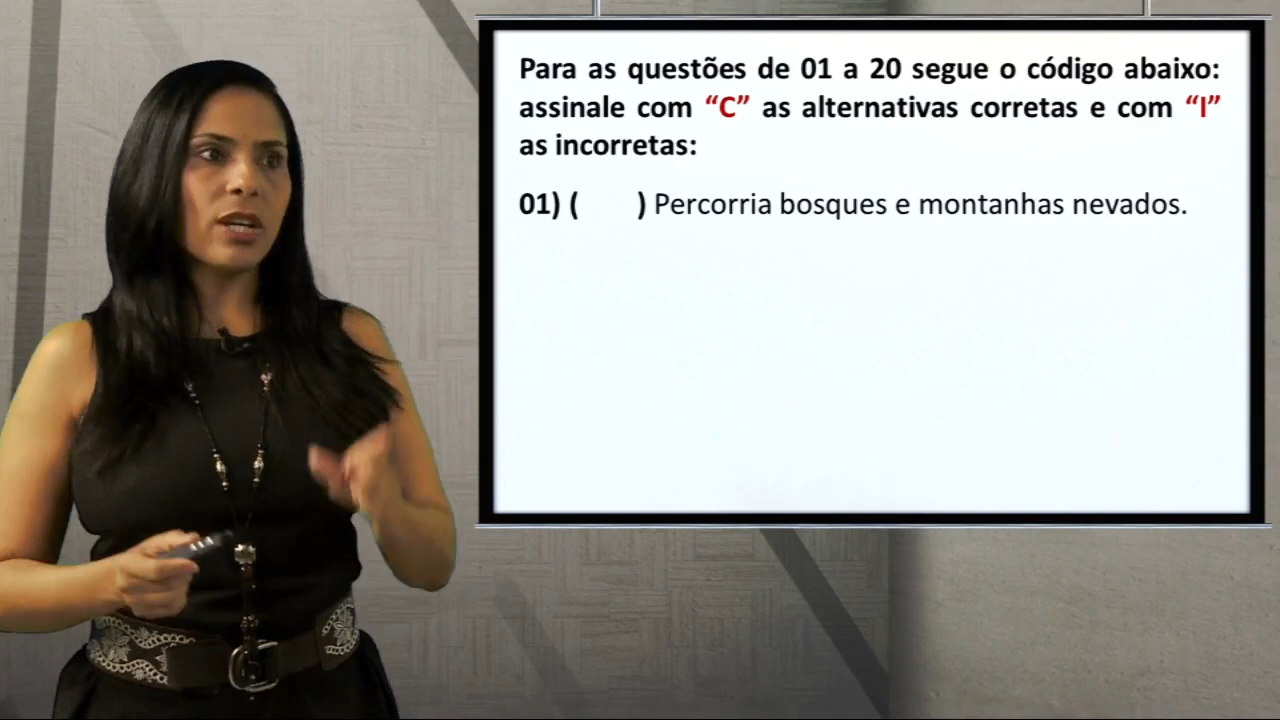 Para as questões de 01 a 20 segue o código abaixo:
assinale com “C” as alternativas corretas e com “I”
as incorretas:
01) ( ) Percorria bosques e montanhas nevados.